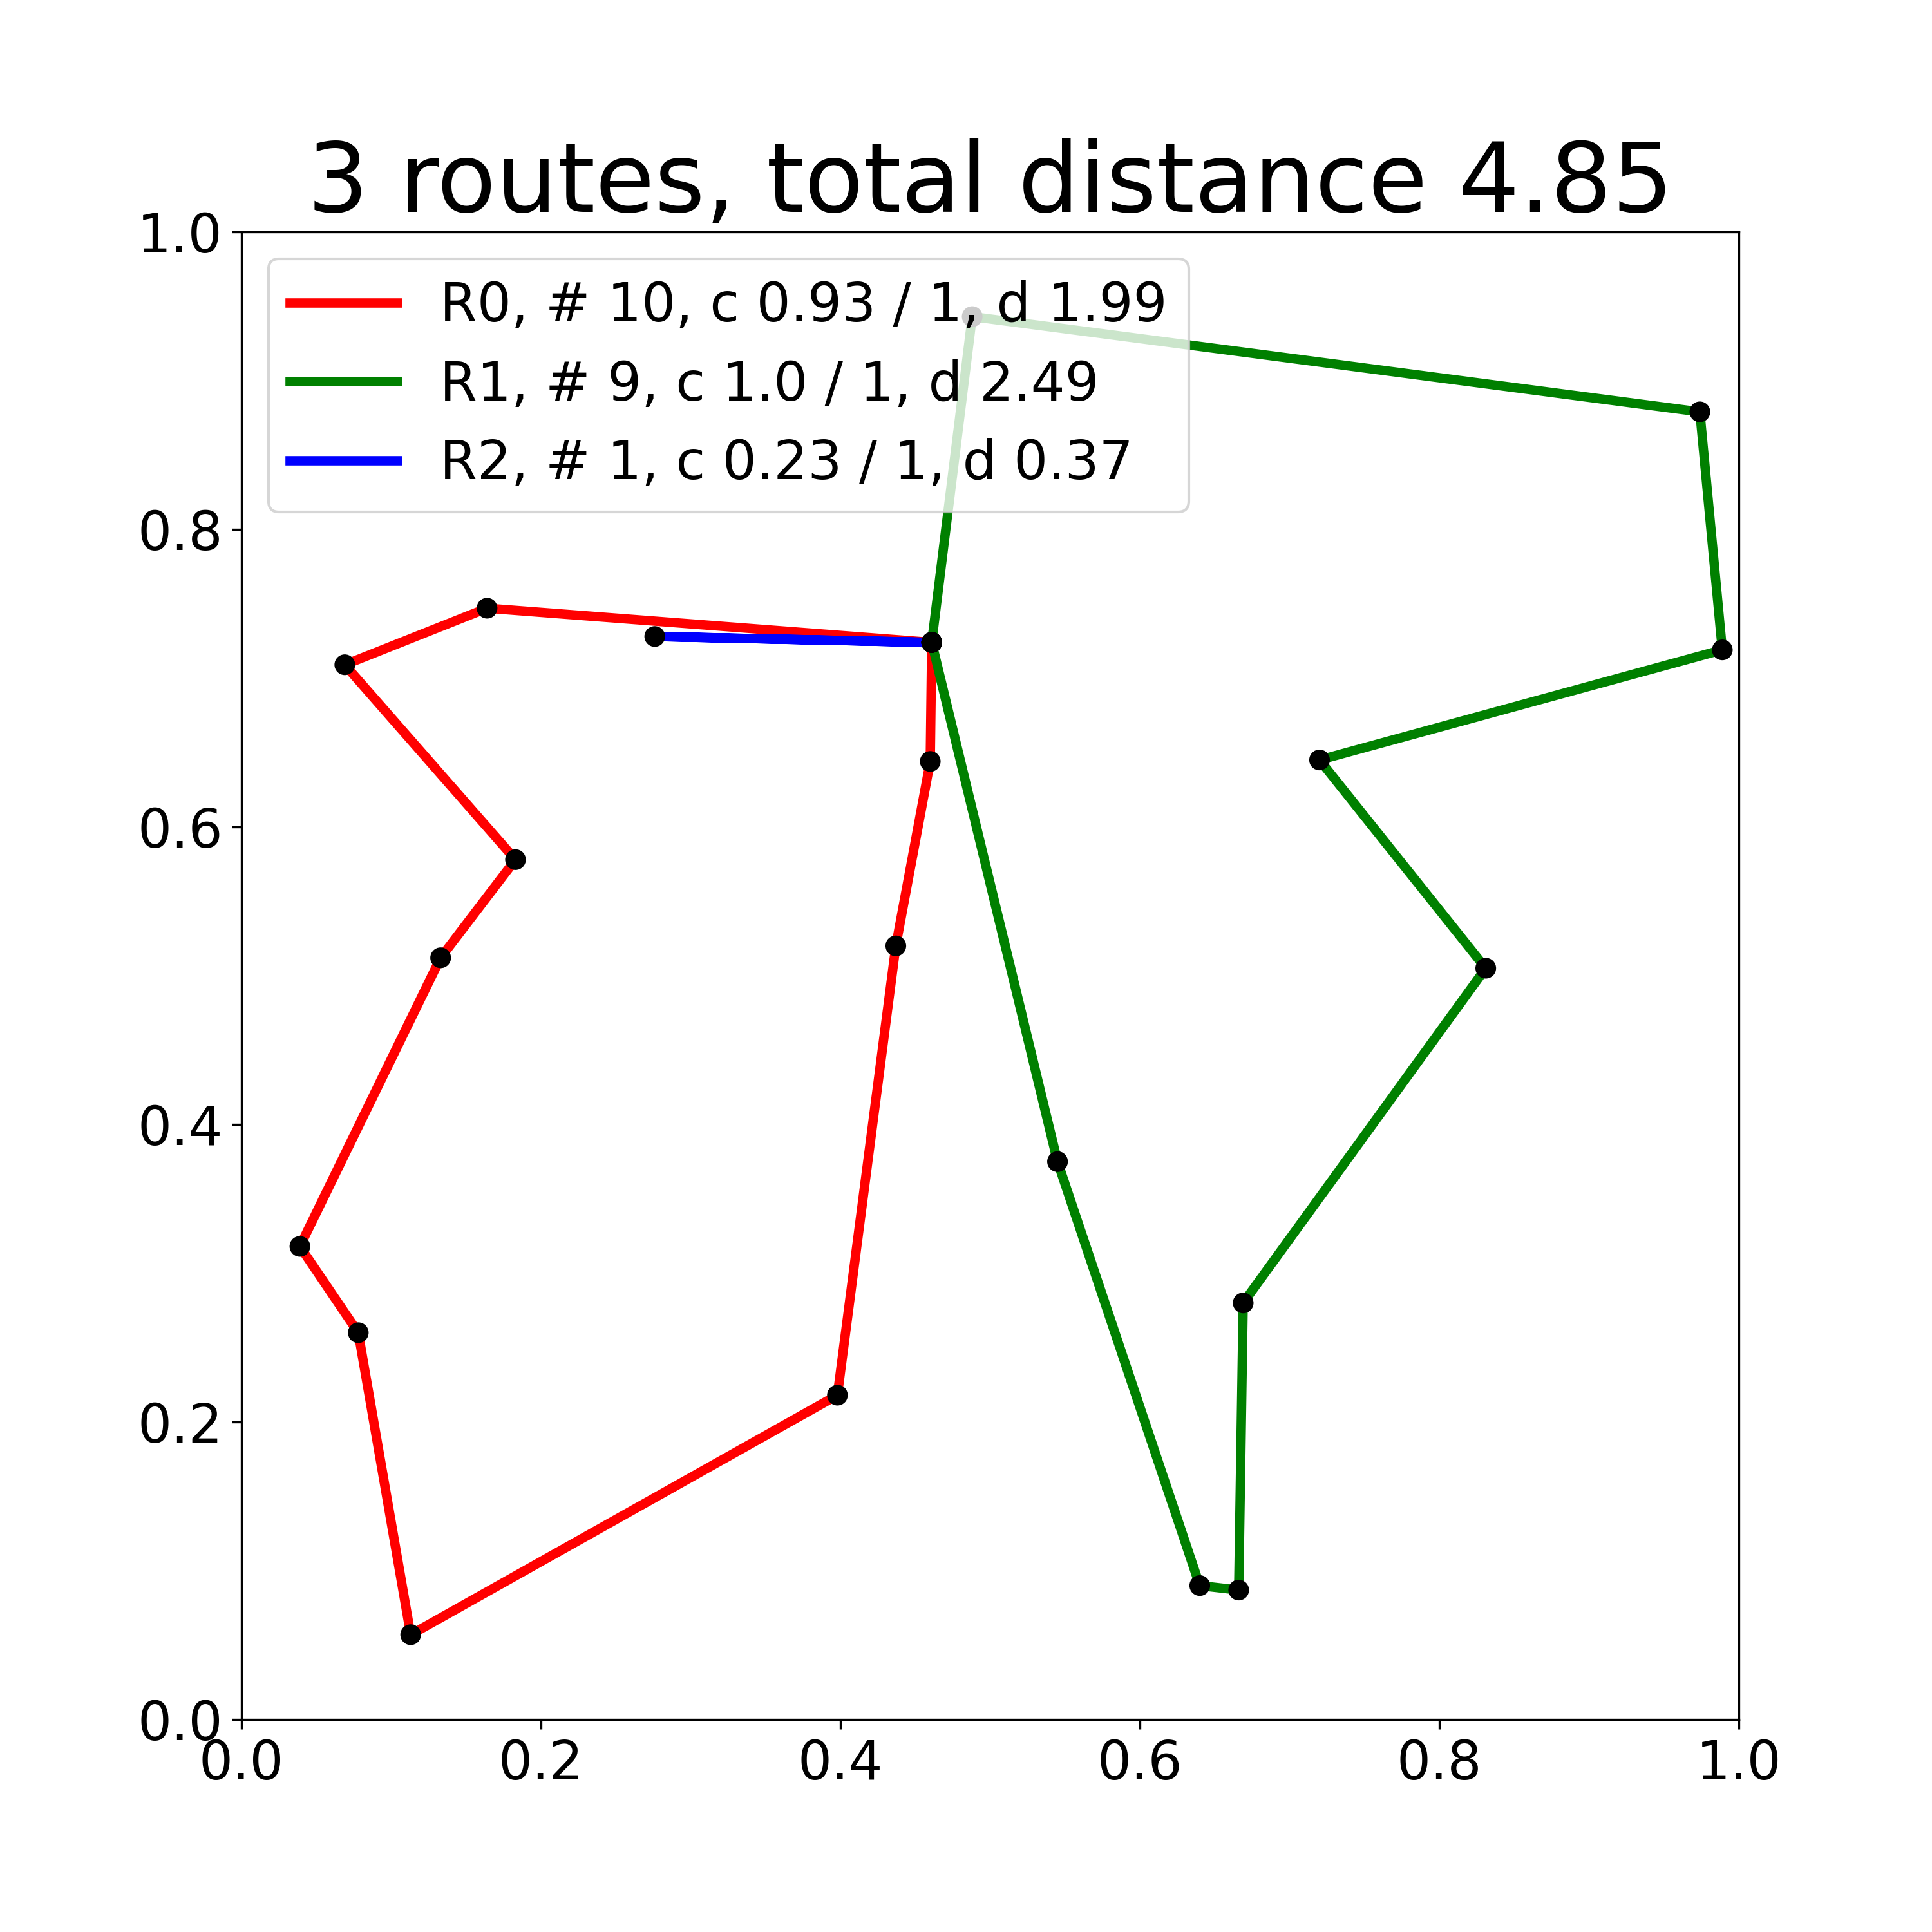 3 routes, total distance 4.85
1.0
R0, # 10, c 0.93 / 1, d 1.99
R1, # 9, c 1.0 / 1, d 2.49
R2, # 1, c 0.23 / 1, d 0.37
0.8
0.6
0.4
0.2
0.0
0.0 0.2 0.4 0.6 0.8 1.0